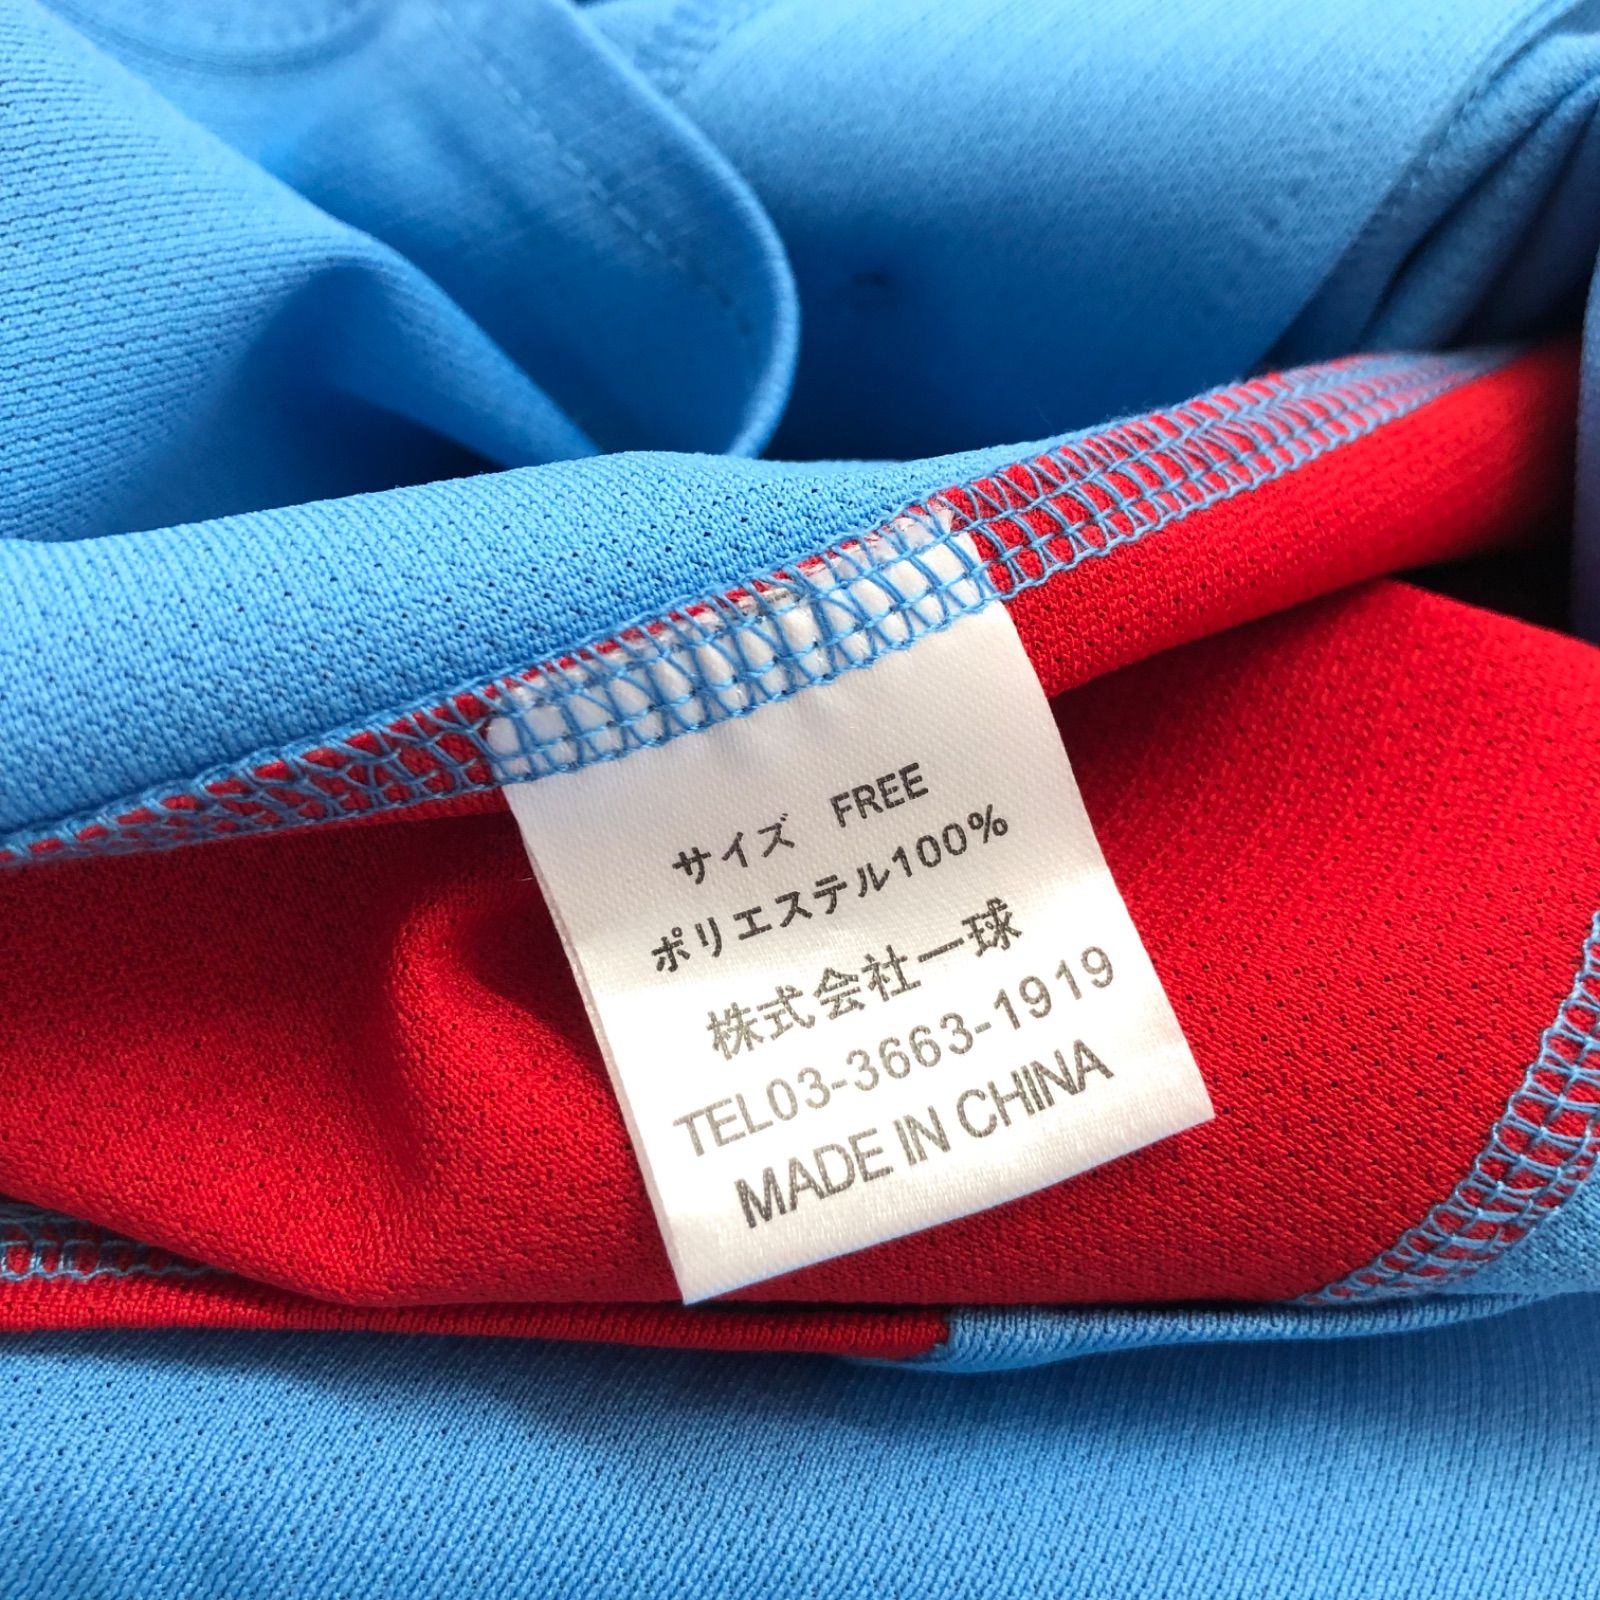 サイズ FREE
ポリエステル100%
株式会社一球
TEL03-3663-1919
MADE IN CHINA